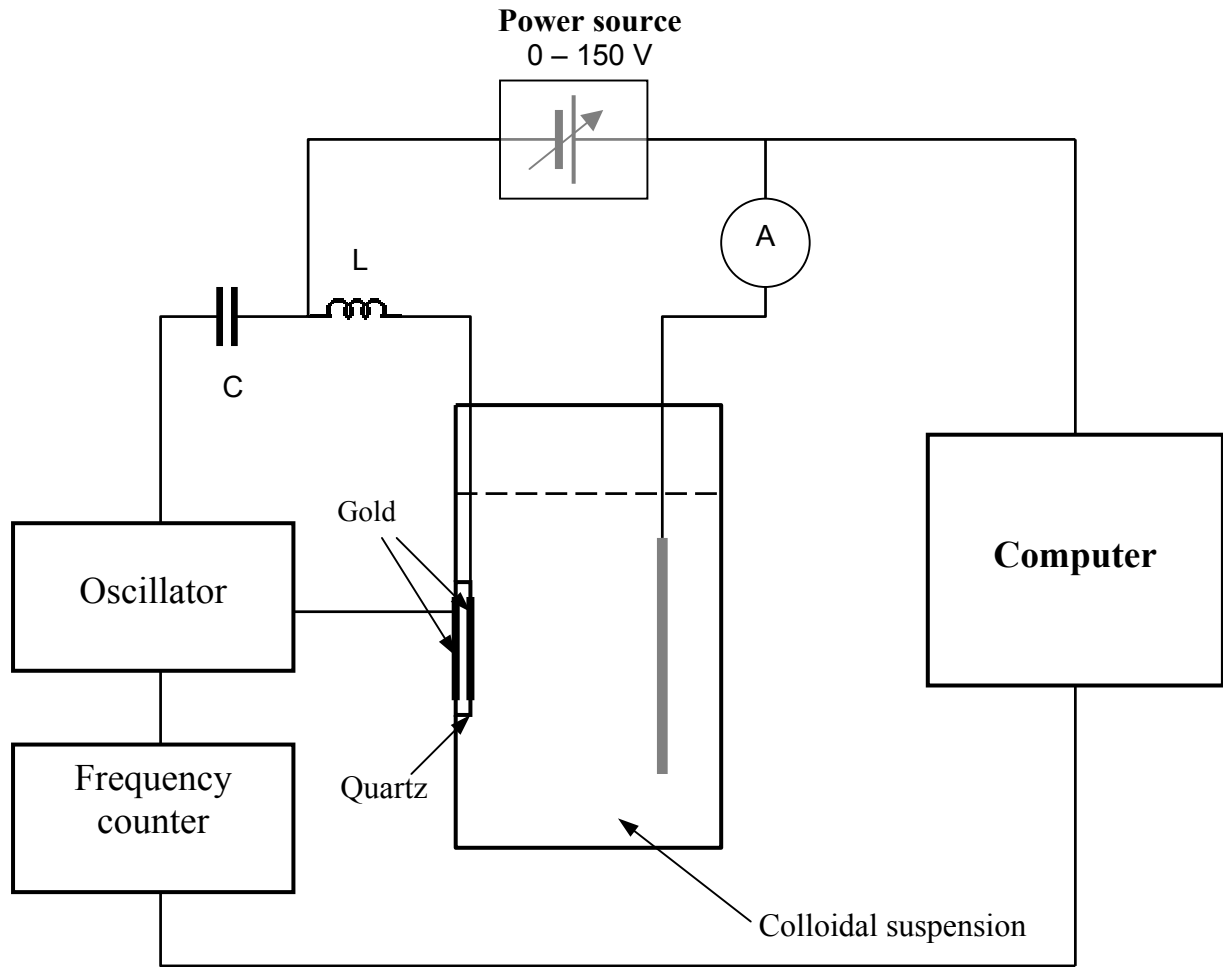 Power source
0 – 150 V
A
L
C
Gold
Oscillator
Computer
Quartz
Frequency
counter
Colloidal suspension